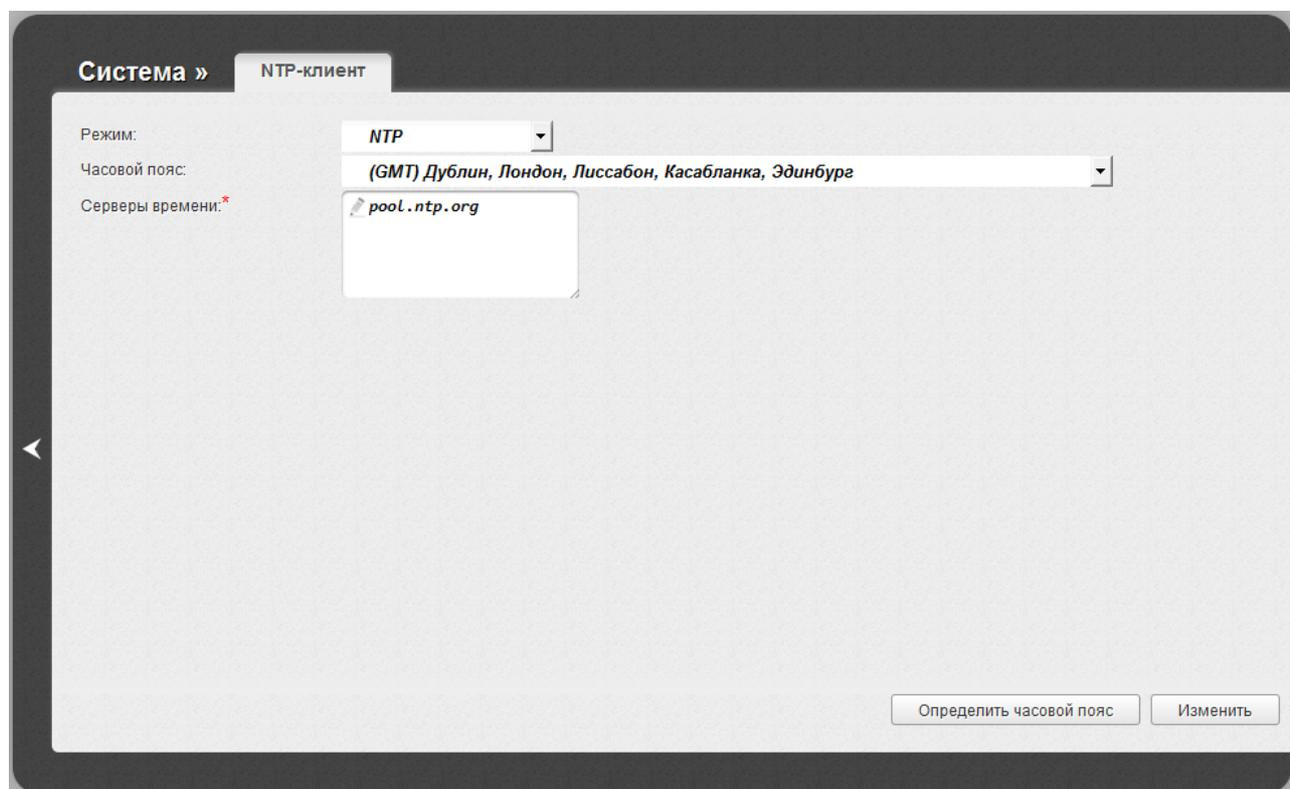 Система »
NTP-клиент
Режим:
NTP
Часовой пояс:
(GMT) Дублин, Лондон, Лиссабон, Касабланка, Эдинбург
Серверы времени:*
pool.ntp.org
Определить часовой пояс
Изменить